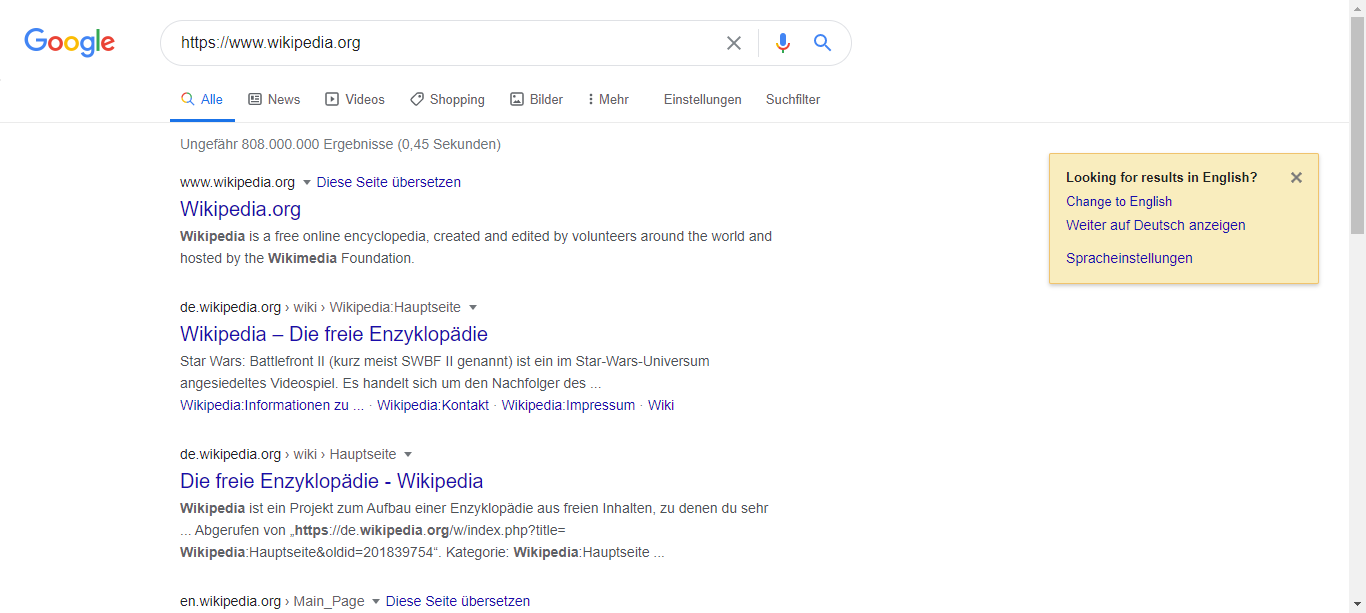 Google
https://www.wikipedia.org
Alle News Videos Shopping Bilder Mehr Einstellungen Suchfilter
Ungefähr 808.000.000 Ergebnisse (0,45 Sekunden)
www.wikipedia.org Diese Seite übersetzen
Wikipedia.org
Wikipedia is a free online encyclopedia, created and edited by volunteers around the world and
hosted by the Wikimedia Foundation.
de.wikipedia.org › wiki › Wikipedia:Hauptseite
Wikipedia – Die freie Enzyklopädie
Star Wars: Battlefront II (kurz meist SWBF II genannt) ist ein im Star-Wars-Universum
angesiedeltes Videospiel. Es handelt sich um den Nachfolger des ...
Wikipedia:Informationen zu ... · Wikipedia:Kontakt · Wikipedia:Impressum · Wiki
de.wikipedia.org › wiki › Hauptseite
Die freie Enzyklopädie - Wikipedia
Wikipedia ist ein Projekt zum Aufbau einer Enzyklopädie aus freien Inhalten, zu denen du sehr
... Abgerufen von „https://de.wikipedia.org/w/index.php?title=
Wikipedia:Hauptseite&oldid=201839754“. Kategorie: Wikipedia:Hauptseite ...
en.wikipedia.org › Main_Page Diese Seite übersetzen
Looking for results in English?
Change to English
Weiter auf Deutsch anzeigen
Spracheinstellungen